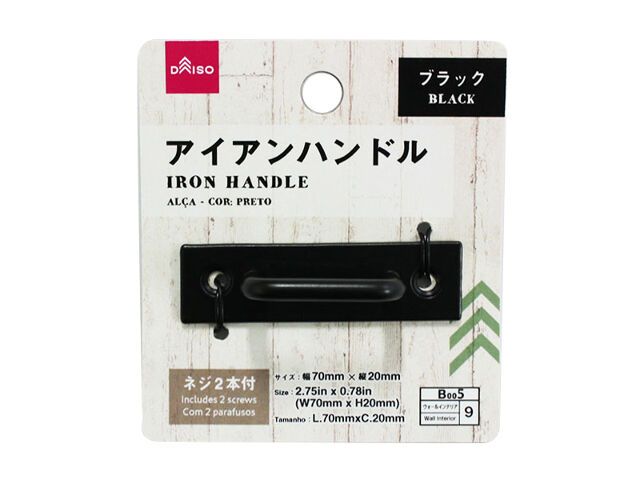 DAISO
ブラック
BLACK
アイアンハンドル
IRON HANDLE
ALÇA - COR: PRETO
ネジ2本付
Includes 2 screws
Com 2 parafusos
サイズ:幅70mm×縦20mm
Size: 2.75in x 0.78in
(W70mm x H20mm)
Tamanho: L.70mmxC.20mm
B005
ウォールインテリア
Wall Interior
9